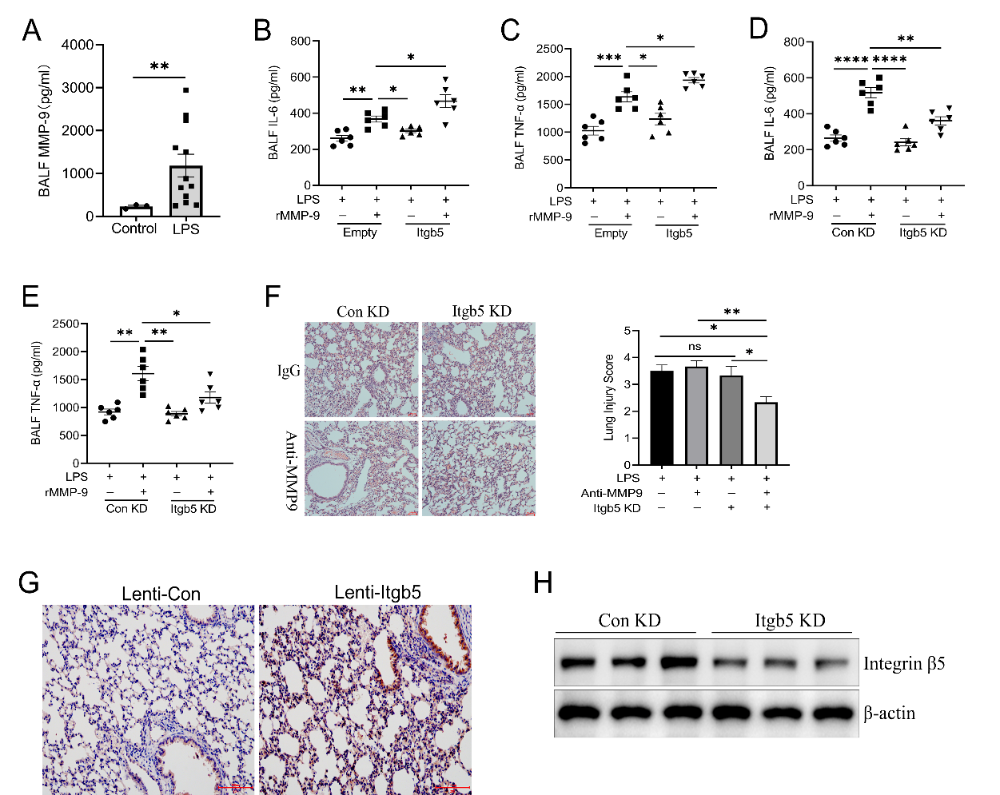 A
BALF MMP-9 (pg/ml)
4000
3000
2000
1000
0
**
Control LPS
B
BALF IL-6 (pg/ml)
800
600
400
200
0
*
** *
LPS + + + +
rMMP-9 – + – +
Empty Itgb5
C
BALF TNF-α (pg/ml)
2500
2000
1500
1000
500
0
*
*** *
LPS + + + +
rMMP-9 – + – +
Empty Itgb5
D
BALF IL-6 (pg/ml)
800
600
400
200
0
**
**** ****
LPS + + + +
rMMP-9 – + – +
Con KD Itgb5 KD
E
BALF TNF-α (pg/ml)
2500
2000
1500
1000
500
0
*
** **
LPS + + + +
rMMP-9 – + – +
Con KD Itgb5 KD
F
Con KD Itgb5 KD
IgG
Anti-MMP9
Lung Injury Score
5
4
3
2
1
0
**
*
ns
*
LPS + + + +
Anti-MMP9 – + – +
Itgb5 KD – – + +
G
Lenti-Con Lenti-Itgb5
H
Con KD Itgb5 KD
Integrin β5
β-actin